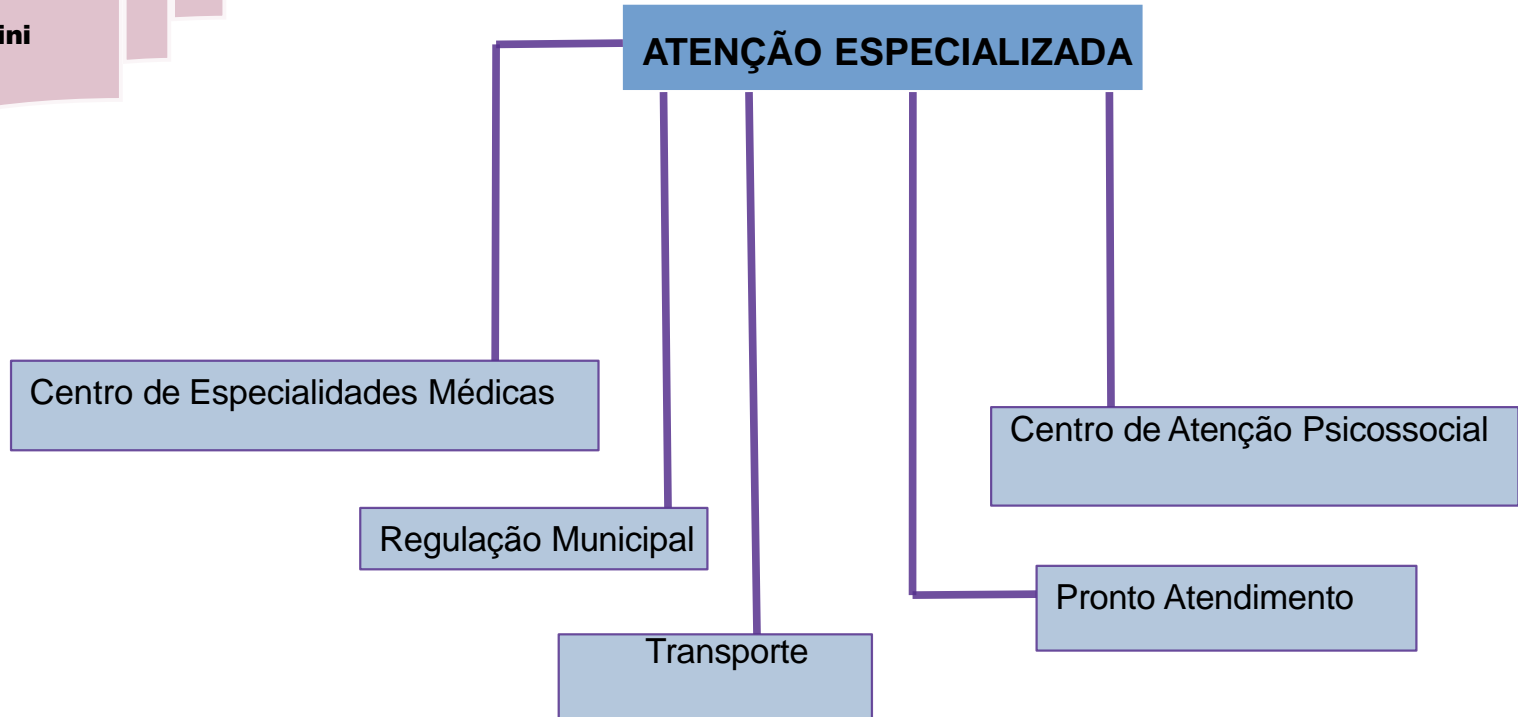 ini
ATENÇÃO ESPECIALIZADA
Centro de Especialidades Médicas
Centro de Atenção Psicossocial
Regulação Municipal
Pronto Atendimento
Transporte